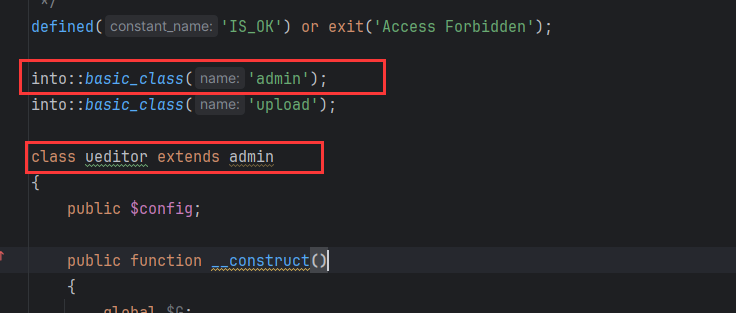 */
defined( constant_name: 'IS_OK') or exit('Access Forbidden');
into::basic_class( name: 'admin');
into::basic_class( name: 'upload');
class ueditor extends admin
{
public $config;
public function __construct()
{
global $G;